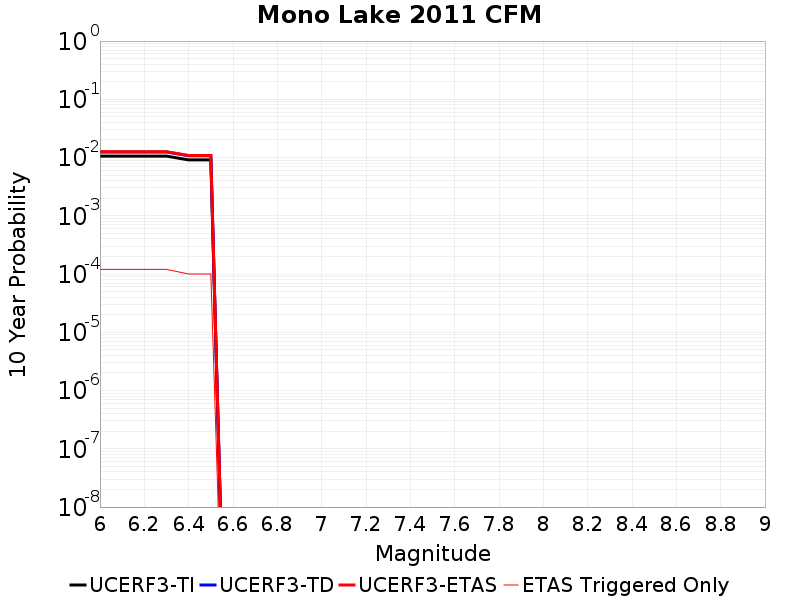 Mono Lake 2011 CFM
10 Year Probability
10^0
10^-1
10^-2
10^-3
10^-4
10^-5
10^-6
10^-7
10^-8
6 6.2 6.4 6.6 6.8 7 7.2 7.4 7.6 7.8 8 8.2 8.4 8.6 8.8 9
Magnitude
UCERF3-TI UCERF3-TD UCERF3-ETAS ETAS Triggered Only